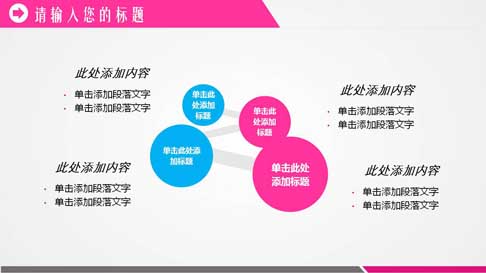 请输入您的标题
此处添加内容
· 单击添加段落文字
· 单击添加段落文字
此处添加内容
· 单击添加段落文字
· 单击添加段落文字
单击此
处添加
标题
单击此
处添加
标题
单击此处添
加标题
单击此处
添加标题
此处添加内容
· 单击添加段落文字
· 单击添加段落文字
此处添加内容
· 单击添加段落文字
· 单击添加段落文字